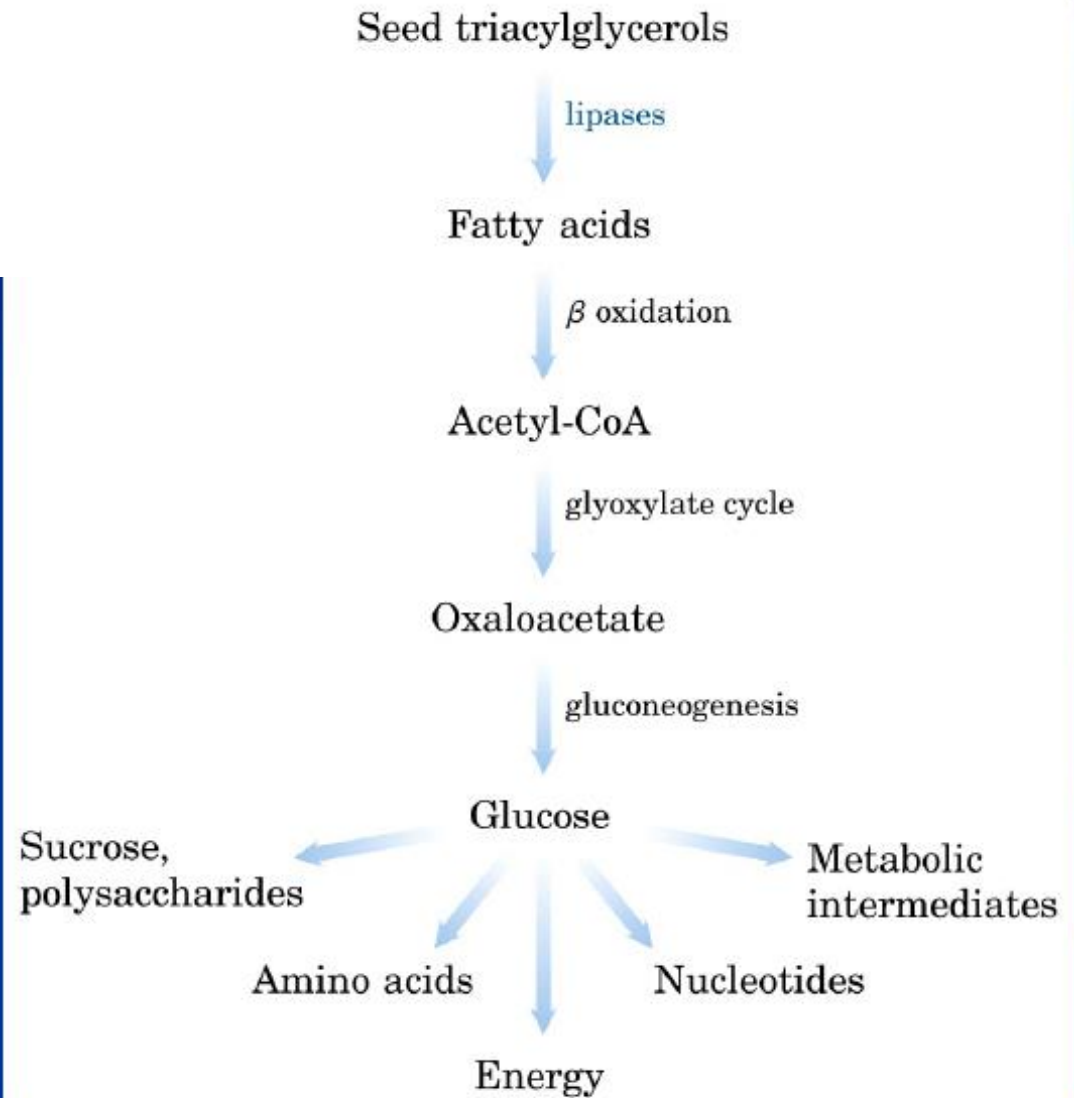 Seed triacylglycerols
lipases
Fatty acids
β oxidation
Acetyl-CoA
glyoxylate cycle
Oxaloacetate
gluconeogenesis
Glucose
Sucrose,
polysaccharides
Metabolic
intermediates
Amino acids
Nucleotides
Energy